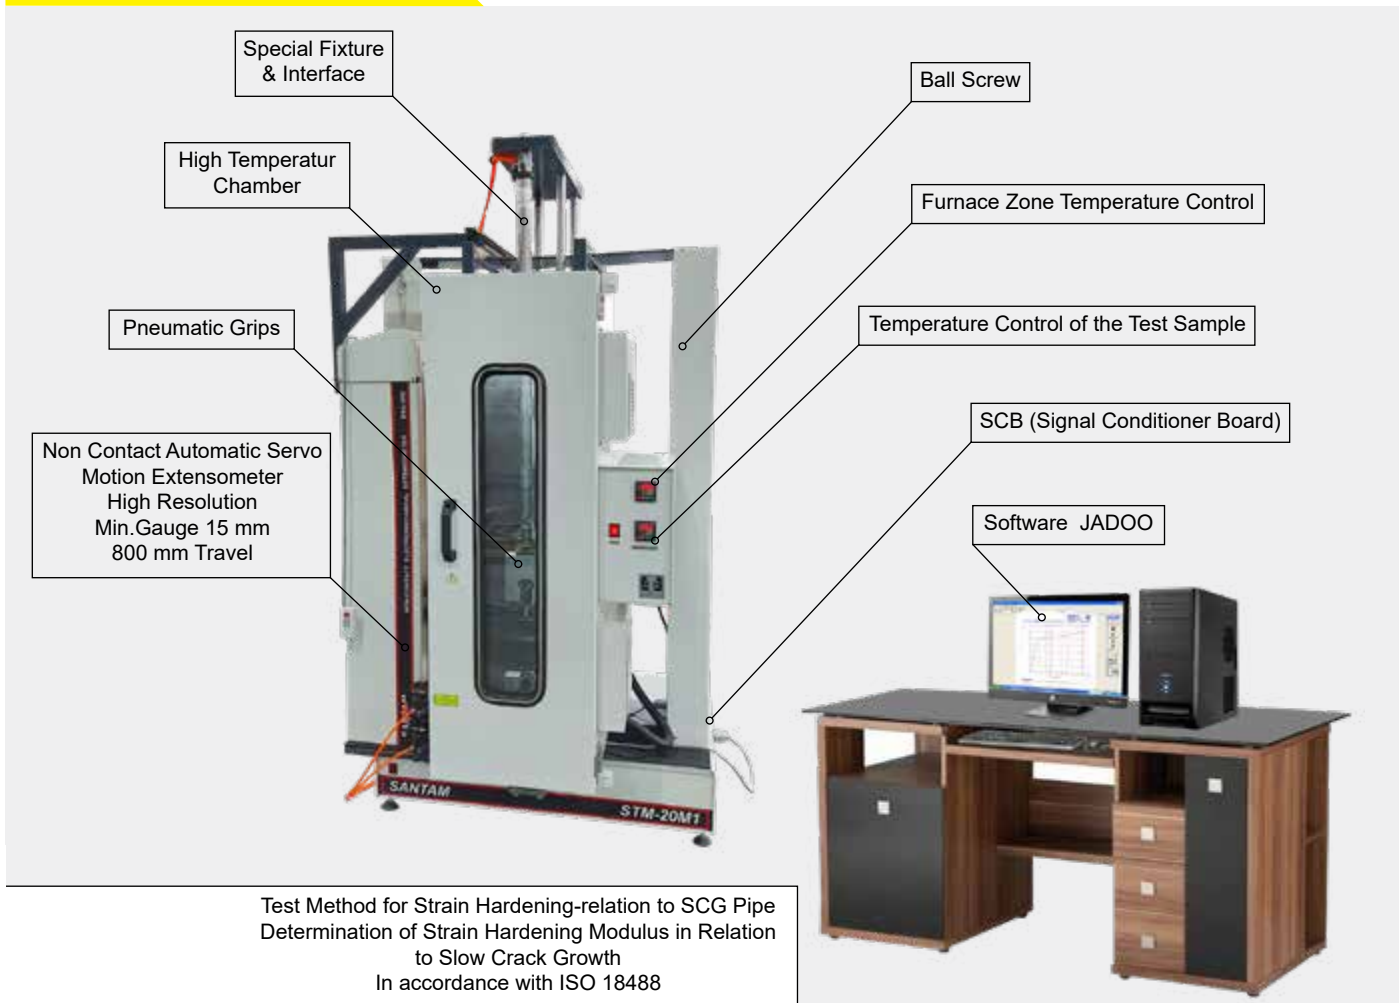 Special Fixture
& Interface
Ball Screw
High Temperatur
Chamber
Furnace Zone Temperature Control
Pneumatic Grips
Temperature Control of the Test Sample
SCB (Signal Conditioner Board)
Non Contact Automatic Servo
Motion Extensometer
High Resolution
Min.Gauge 15 mm
800 mm Travel
Software JADOO
SANTAM
STM-20M1
Test Method for Strain Hardening-relation to SCG Pipe
Determination of Strain Hardening Modulus in Relation
to Slow Crack Growth
In accordance with ISO 18488